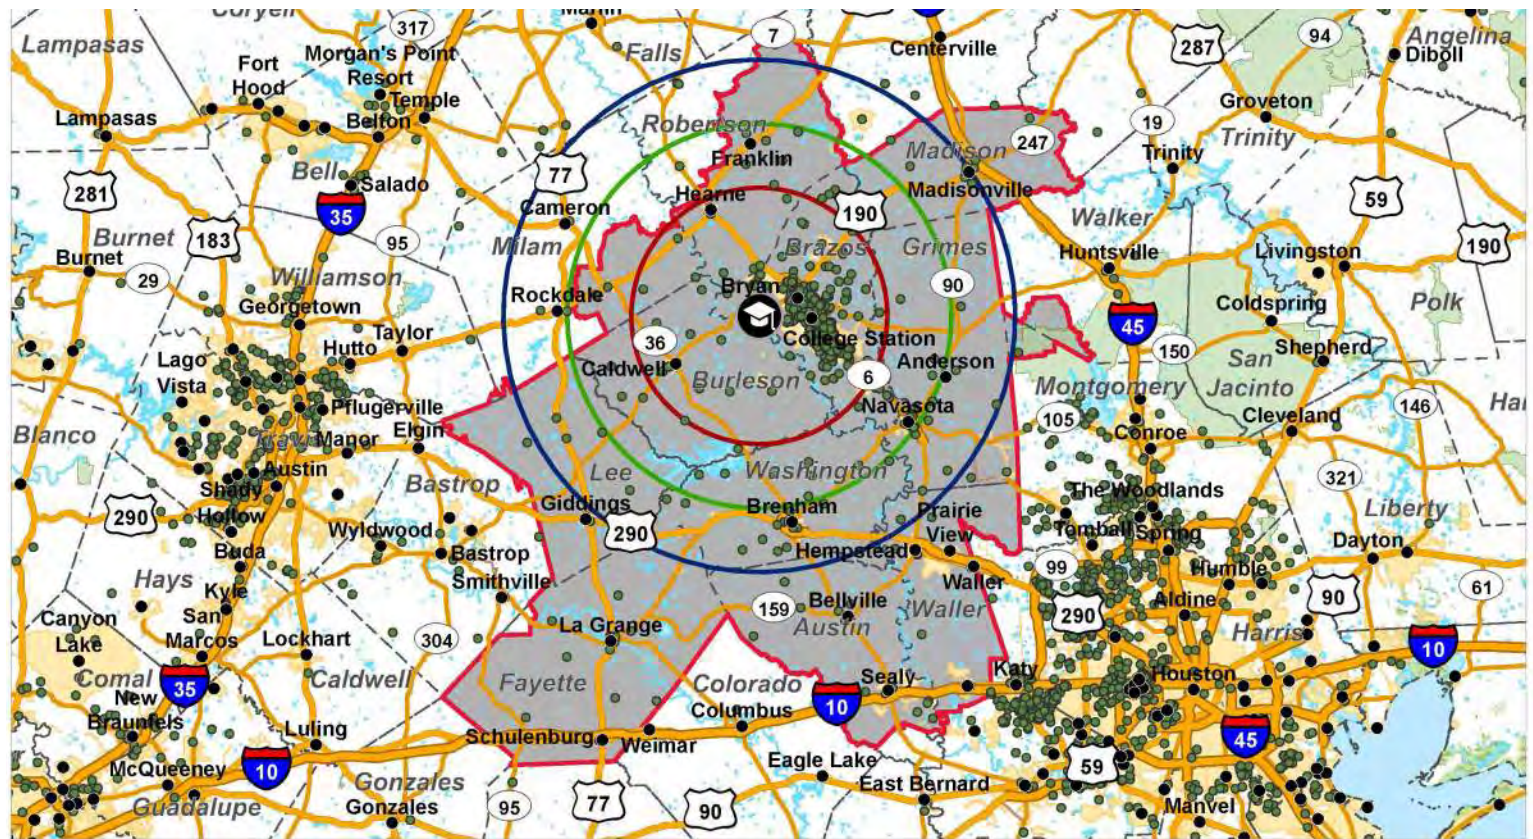 Coryell
317
Marlin
7
Centerville
287
94
Angelina
Lampasas
Morgan's Point
Resort
Falls
Diboll
Fort
Hood
Temple
Groveton
Lampasas
Belton
Robertson
247
19
Trinity
Franklin
Madison
Trinity
Bell
Salado
77
Madisonville
281
35
Hearne
190
59
Cameron
Walker
Burnet
183
95
Milam
Brazos
Grimes
Huntsville
Livingston
190
Burnet
29
Williamson
Bryan
90
Georgetown
Rockdale
Coldspring
Polk
Taylor
36
College Station
45
Hutto
150
San
Jacinto
Shepherd
Lago
Vista
Caldwell
Burleson
6
Anderson
Montgomery
Pflugerville
Navasota
105
146
Blanco
Travis
Manor
Elgin
Conroe
Cleveland
Austin
Lee
Washington
321
Shady
Hollow
Bastrop
The Woodlands
Giddings
Brenham
Prairie
View
Liberty
290
Wyldwood
290
Tomball
Spring
Buda
Bastrop
Hempstead
Dayton
Hays
Smithville
Waller
99
Humble
61
Kyle
Bellville
Waller
290
Aldine
90
Canyon
Lake
San
Marcos
Lockhart
304
La Grange
159
Austin
Harris
10
Comal
35
Caldwell
Fayette
Colorado
Sealy
Katy
Houston
New
Braunfels
Columbus
10
Luling
Schulenburg
Weimar
45
McQueeney
10
Eagle Lake
59
Gonzales
East Bernard
Guadalupe
Gonzales
95
77
90
Manvel